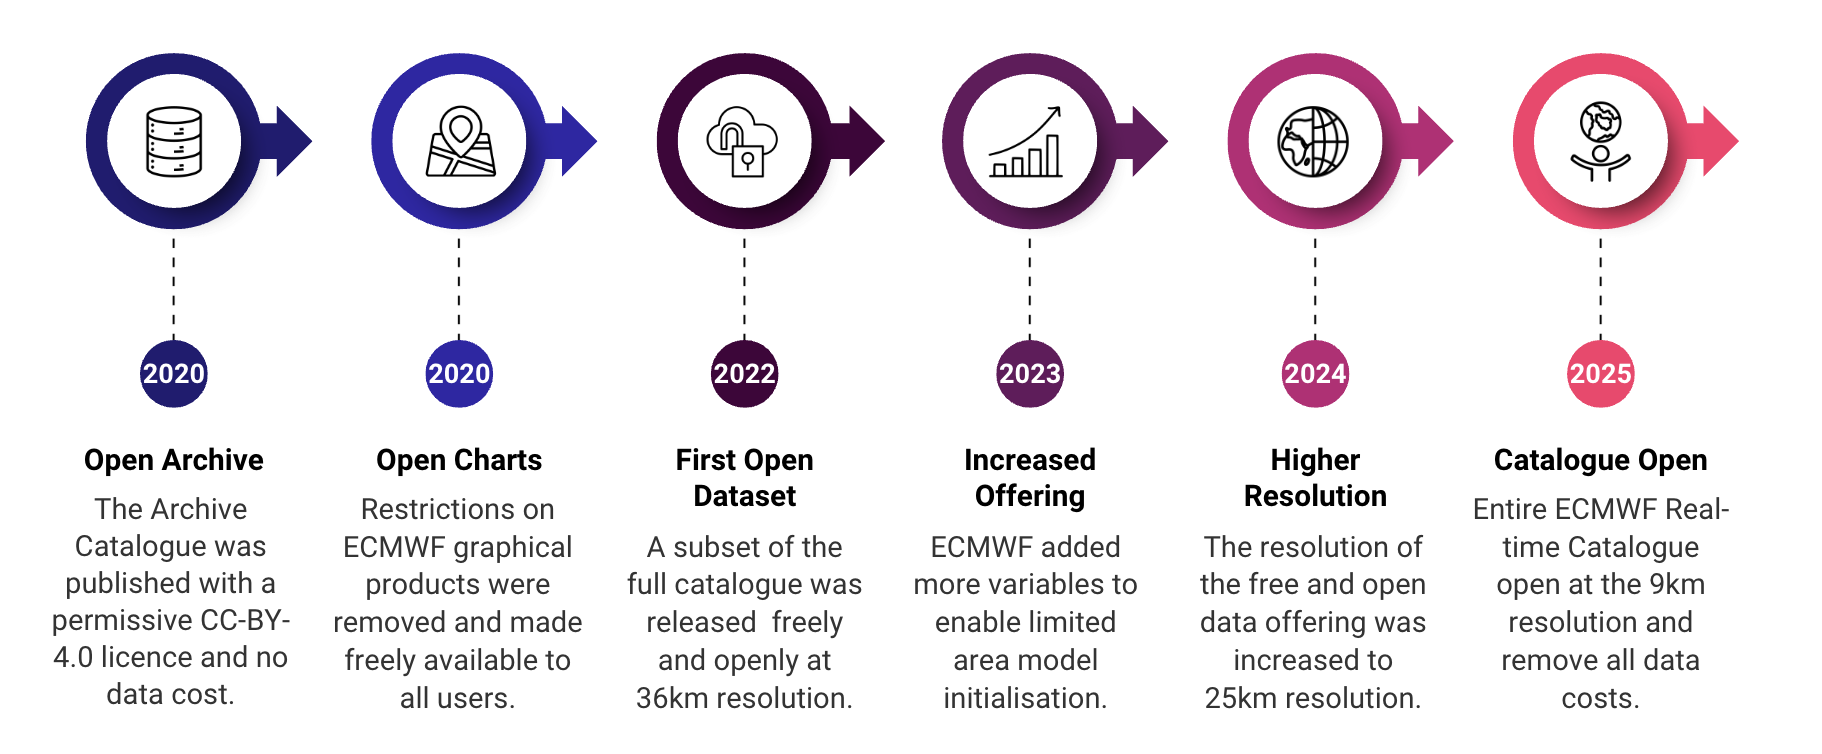 2020
Open Archive
The Archive
Catalogue was
published with a
permissive CC-BY-
4.0 licence and no
data cost.
2020
Open Charts
Restrictions on
ECMWF graphical
products were
removed and made
freely available to
all users.
2022
First Open
Dataset
A subset of the
full catalogue was
released  freely
and openly at
36km resolution.
2023
Increased
Offering
ECMWF added
more variables to
enable limited
area model
initialisation.
2024
Higher
Resolution
The resolution of
the free and open
data offering was
increased to
25km resolution.
2025
Catalogue Open
Entire ECMWF Real-
time Catalogue
open at the 9km
resolution and
remove all data
costs.